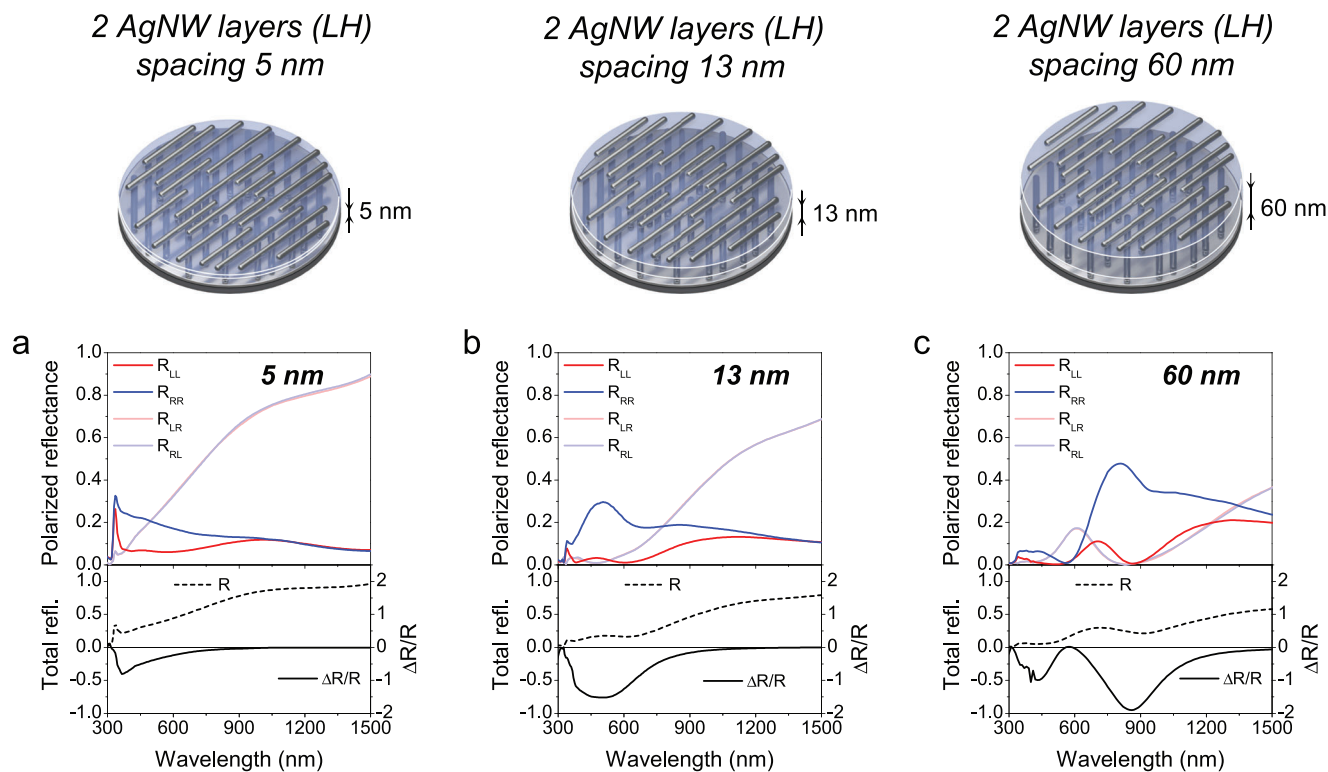 2 AgNW layers (LH)
spacing 5 nm
2 AgNW layers (LH)
spacing 13 nm
2 AgNW layers (LH)
spacing 60 nm
5 nm
13 nm
60 nm
a
Polarized reflectance
1.0
0.8
0.6
0.4
0.2
0.0
R_LL
R_RR
R_LR
R_RL
5 nm
Total refl.
1.0
0.5
0.0
-0.5
-1.0
R
ΔR/R
2
1
0
-1
-2
ΔR/R
300 600 900 1200 1500
Wavelength (nm)
b
Polarized reflectance
1.0
0.8
0.6
0.4
0.2
0.0
R_LL
R_RR
R_LR
R_RL
13 nm
Total refl.
1.0
0.5
0.0
-0.5
-1.0
R
ΔR/R
2
1
0
-1
-2
ΔR/R
300 600 900 1200 1500
Wavelength (nm)
c
Polarized reflectance
1.0
0.8
0.6
0.4
0.2
0.0
R_LL
R_RR
R_LR
R_RL
60 nm
Total refl.
1.0
0.5
0.0
-0.5
-1.0
R
ΔR/R
2
1
0
-1
-2
ΔR/R
300 600 900 1200 1500
Wavelength (nm)